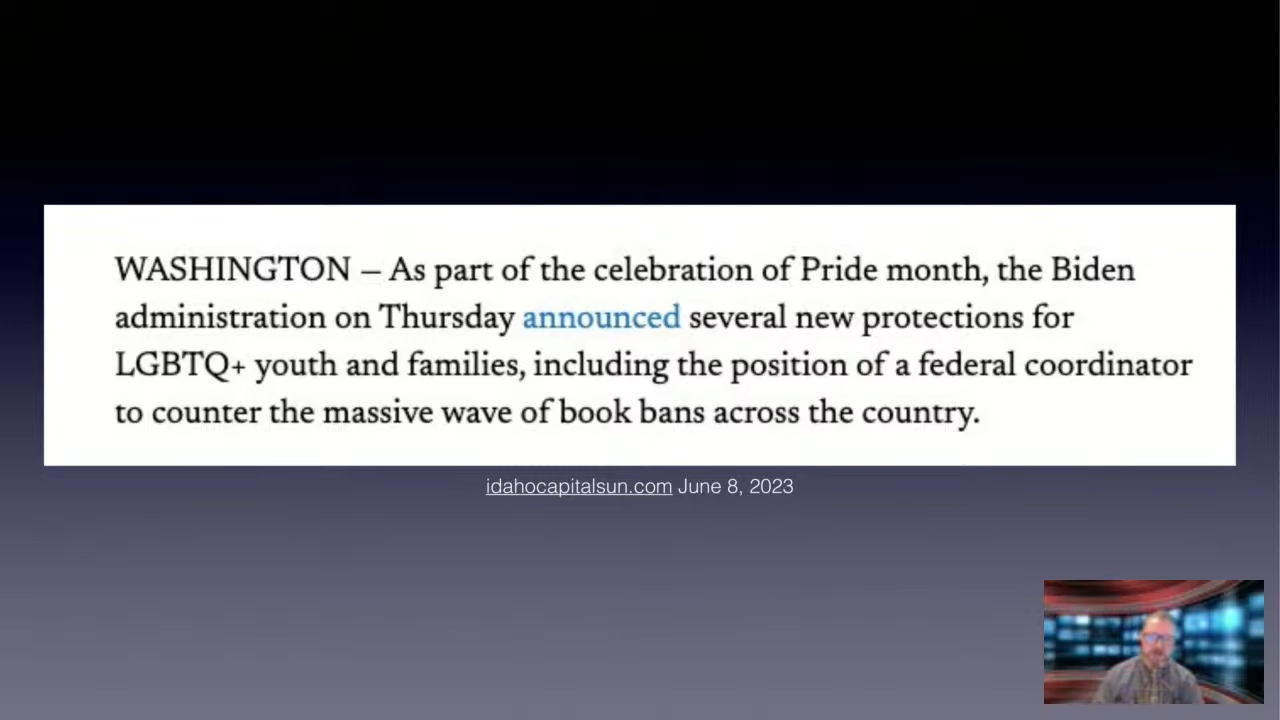 WASHINGTON – As part of the celebration of Pride month, the Biden
administration on Thursday announced several new protections for
LGBTQ+ youth and families, including the position of a federal coordinator
to counter the massive wave of book bans across the country.
idahocapitalsun.com June 8, 2023